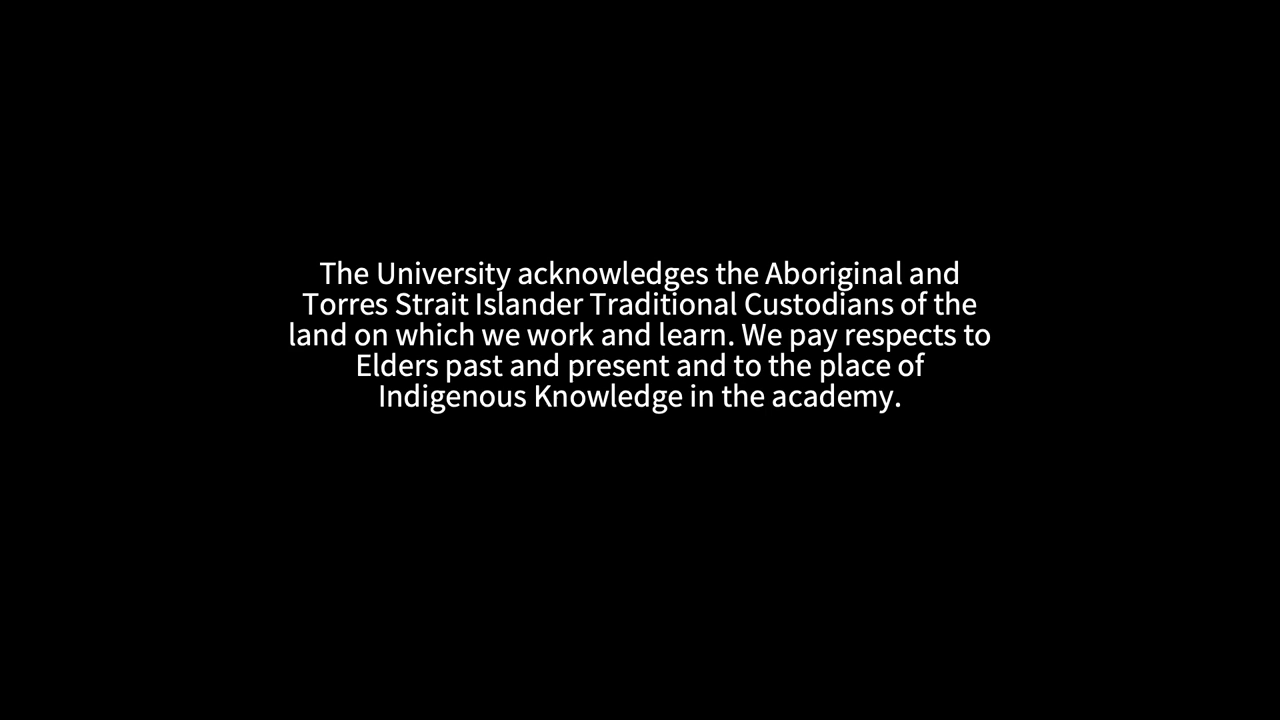 The University acknowledges the Aboriginal and
Torres Strait Islander Traditional Custodians of the
land on which we work and learn. We pay respects to
Elders past and present and to the place of
Indigenous Knowledge in the academy.